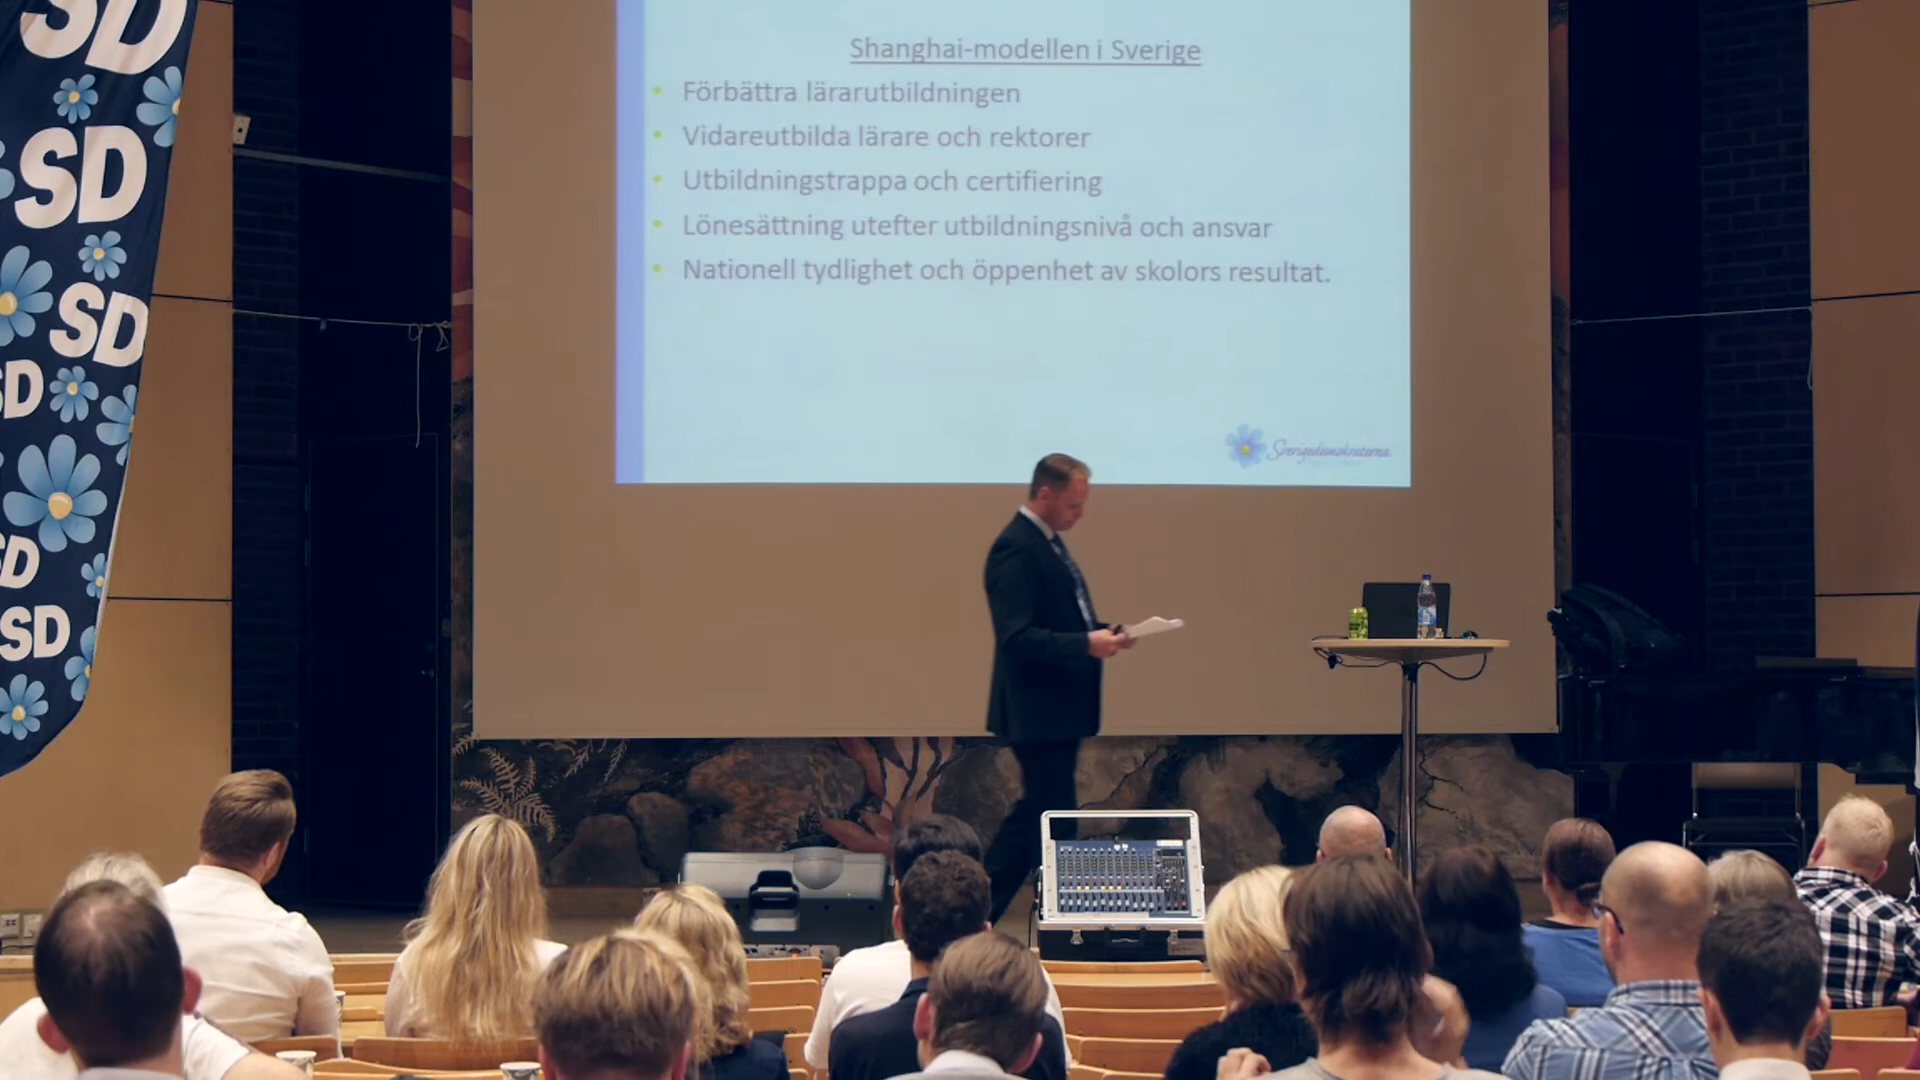 Shanghai-modellen i Sverige
Förbättra lärarutbildningen
Vidareutbilda lärare och rektorer
Utbildningstrappa och certifiering
Lönesättning utefter utbildningsnivå och ansvar
Nationell tydlighet och öppenhet av skolors resultat.
Sverigedemokraterna
SD
SD
SD
SD
SD
SD